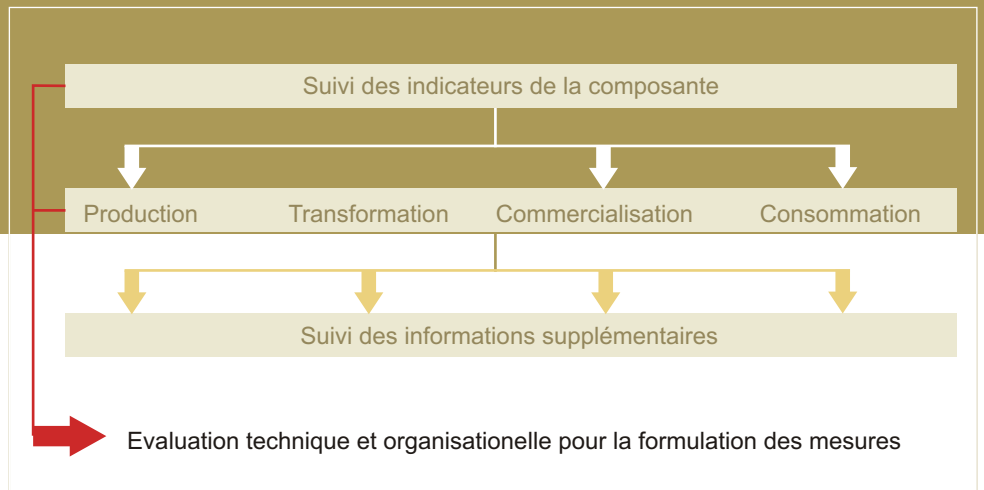 Suivi des indicateurs de la composante
Production Transformation Commercialisation Consommation
Suivi des informations supplémentaires
Evaluation technique et organisationelle pour la formulation des mesures